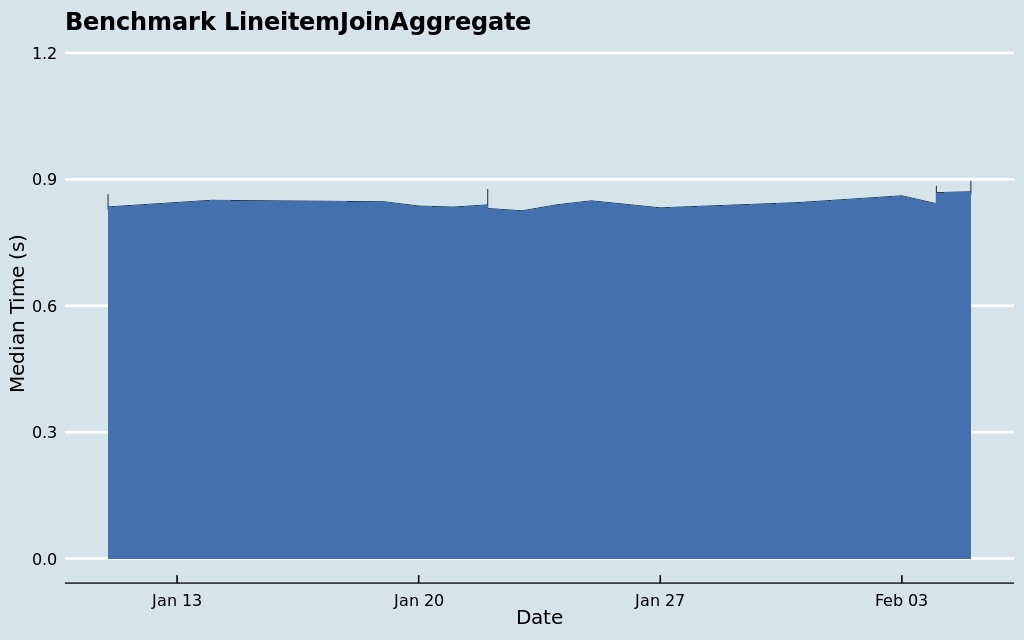 Benchmark LineitemJoinAggregate
1.2
0.9
0.6
0.3
0.0
Median Time (s)
Jan 13 Jan 20 Jan 27 Feb 03
Date